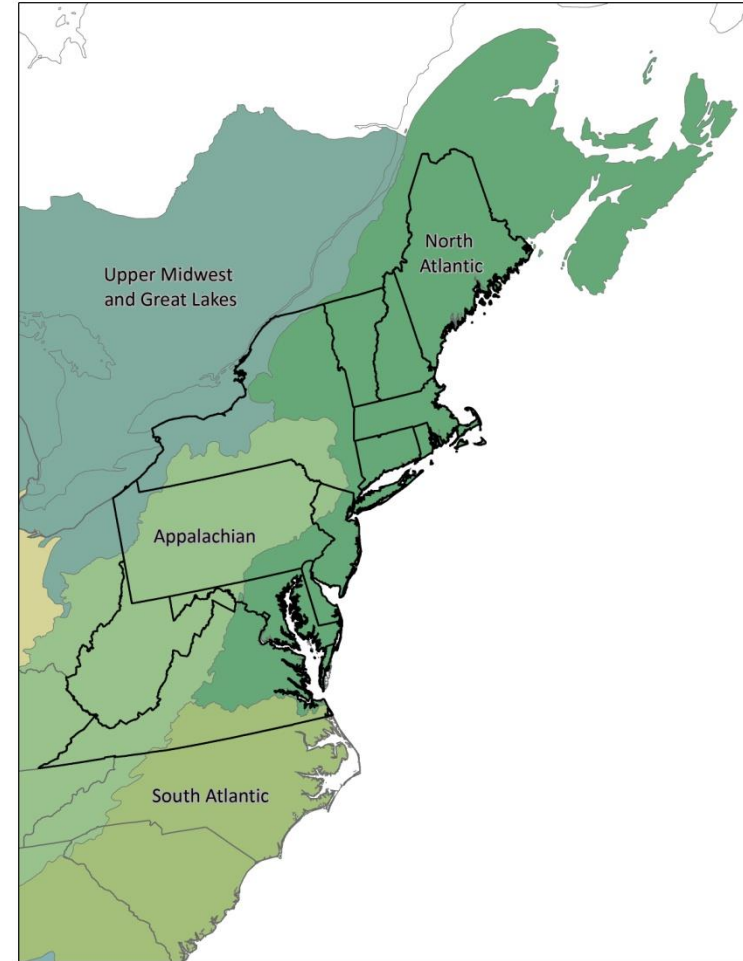 North
Atlantic
Upper Midwest
and Great Lakes
Appalachian
South Atlantic